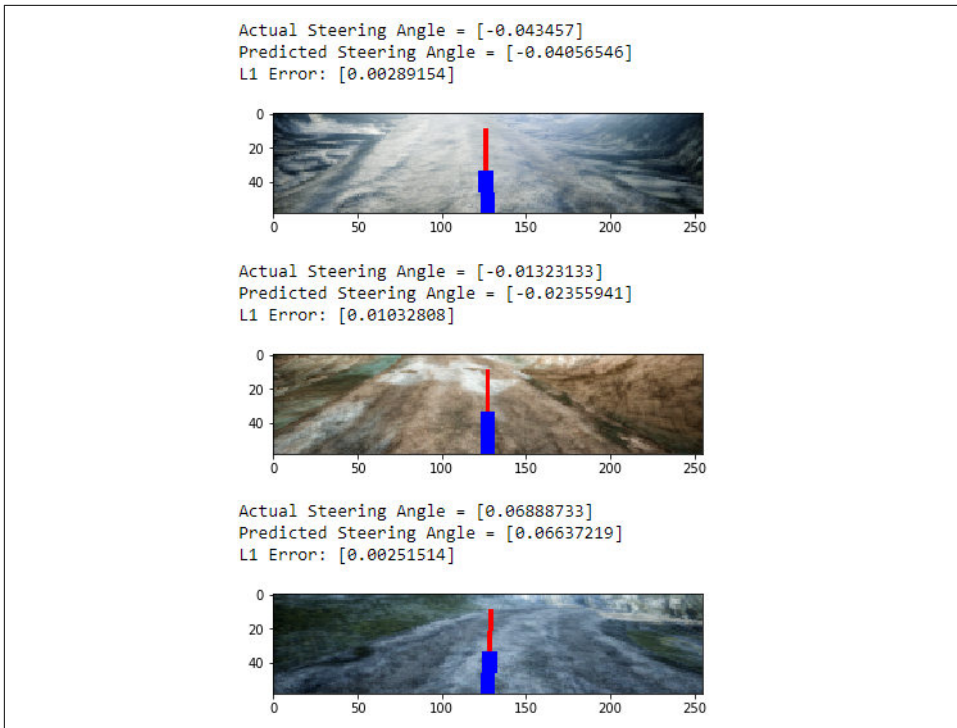 Actual Steering Angle = [-0.043457]
Predicted Steering Angle = [-0.04056546]
L1 Error: [0.00289154]
0
20
40
0 50 100 150 200 250
Actual Steering Angle = [-0.01323133]
Predicted Steering Angle = [-0.02355941]
L1 Error: [0.01032808]
0
20
40
0 50 100 150 200 250
Actual Steering Angle = [0.06888733]
Predicted Steering Angle = [0.06637219]
L1 Error: [0.00251514]
0
20
40
0 50 100 150 200 250